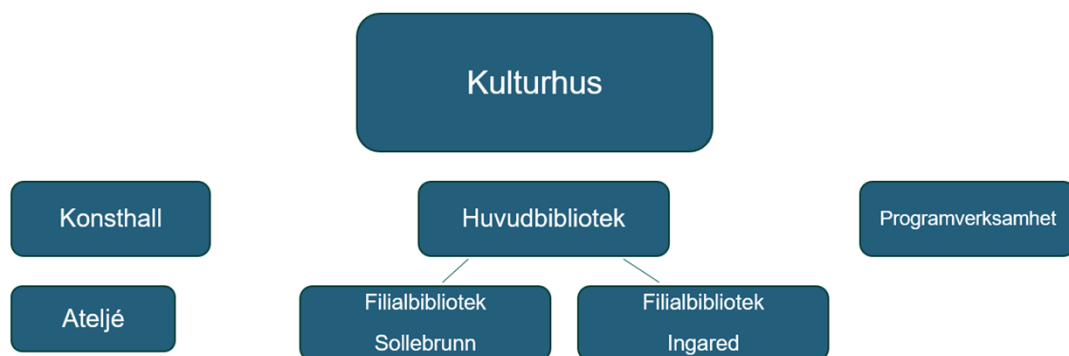 Kulturhus
Konsthall
Huvudbibliotek
Programverksamhet
Ateljé
Filialbibliotek
Sollebrunn
Filialbibliotek
Ingared